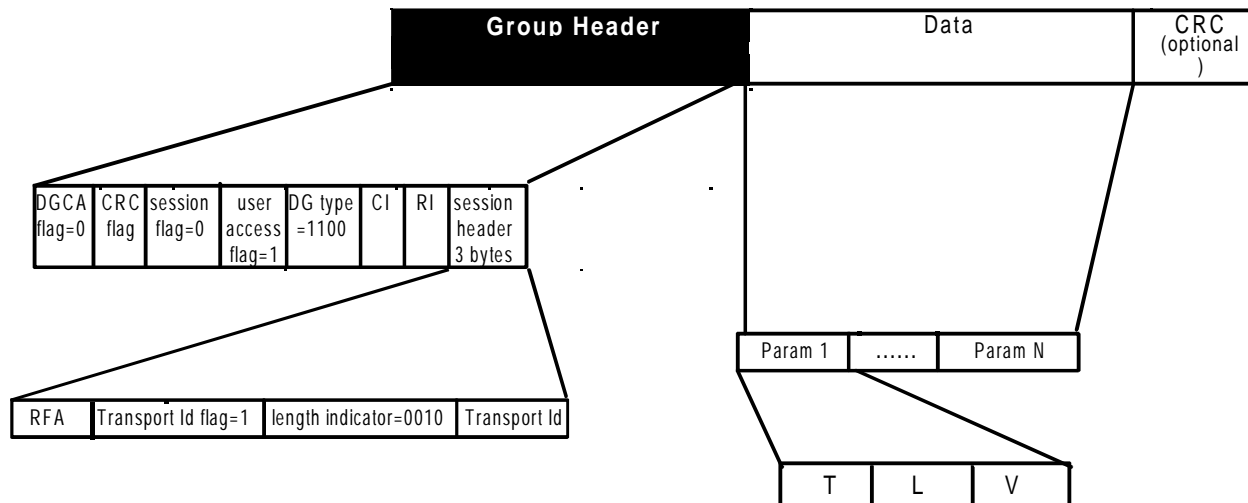 Group Header
Data
CRC
(optional
)
DGCA
flag=0
CRC
flag
session
flag=0
user
access
flag=1
DG type
=1100
CI
RI
session
header
3 bytes
Param 1
......
Param N
RFA
Transport Id flag=1
length indicator=0010
Transport Id
T
L
V